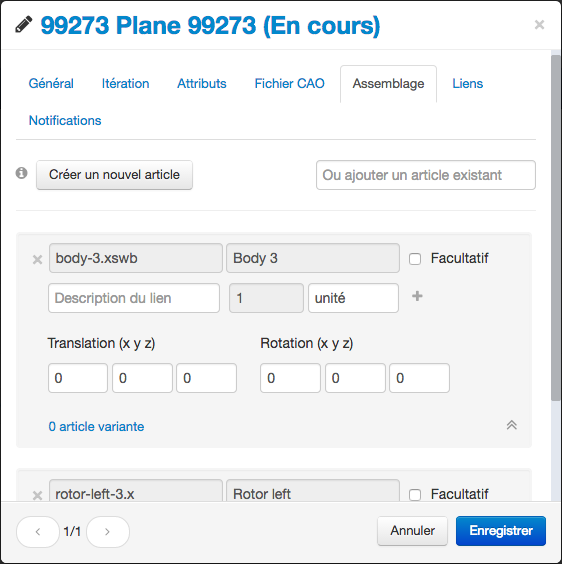 99273 Plane 99273 (En cours)
×
Général Itération Attributs Fichier CAO Assemblage Liens
Notifications
Créer un nouvel article Ou ajouter un article existant
body-3.xswb Body 3 Facultatif
Description du lien 1 unité
Translation (x y z) Rotation (x y z)
0 0 0 0 0 0
0 article variante
rotor-left-3.x Rotor left Facultatif
1/1 Annuler Enregistrer